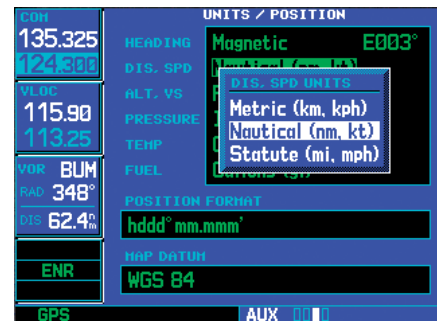 COM
135.325
124.300
VLOC
115.90
113.25
VOR BUM
RAD 348°
DIS 62.4nm
ENR
GPS
UNITS / POSITION
HEADING Magnetic E003°
DIS, SPD
ALT, VS
PRESSURE
TEMP
FUEL
DIS, SPD UNITS
Metric (km, kph)
Nautical (nm, kt)
Statute (mi, mph)
POSITION FORMAT
hddd°mm.mmm'
MAP DATUM
WGS 84
AUX